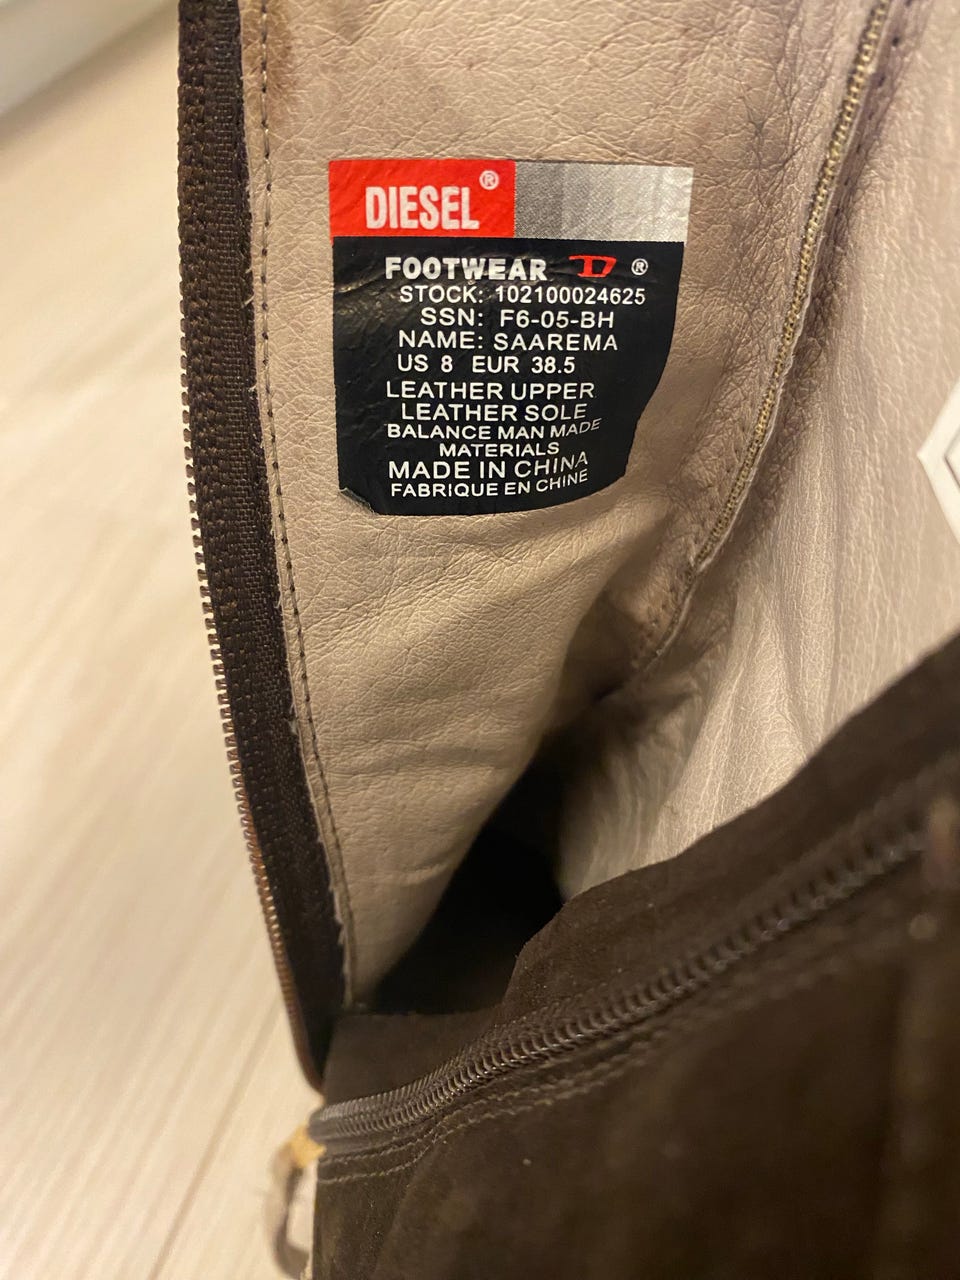 DIESEL®
FOOTWEAR D ®
STOCK: 102100024625
SSN: F6-05-BH
NAME: SAAREMA
US 8 EUR 38.5
LEATHER UPPER
LEATHER SOLE
BALANCE MAN MADE
MATERIALS
MADE IN CHINA
FABRIQUE EN CHINE